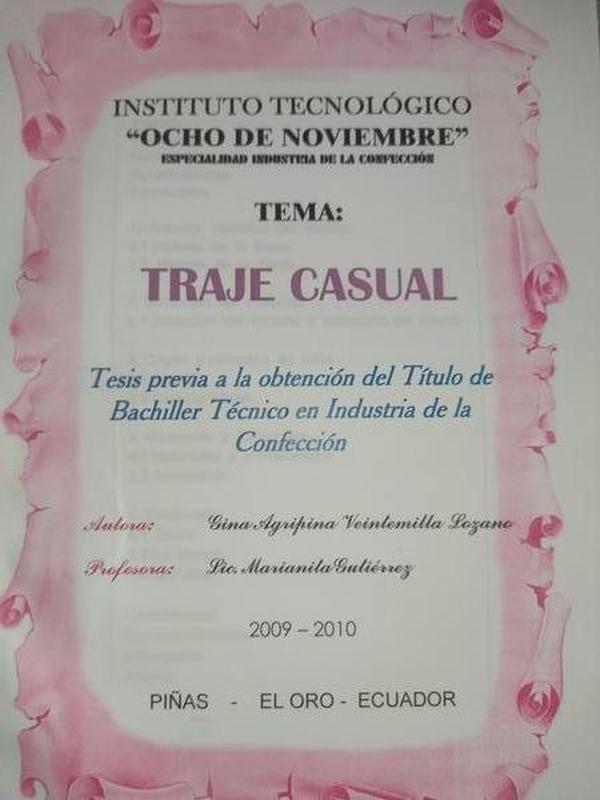 INSTITUTO TECNOLÓGICO
“OCHO DE NOVIEMBRE”
ESPECIALIDAD INDUSTRIA DE LA CONFECCIÓN
TEMA:
TRAJE CASUAL
Tesis previa a la obtención del Título de
Bachiller Técnico en Industria de la
Confección
Autora: Gina Agripina Veintemilla Lozano
Profesora: Lic. Marianita Gutiérrez
2009 – 2010
PIÑAS - EL ORO - ECUADOR